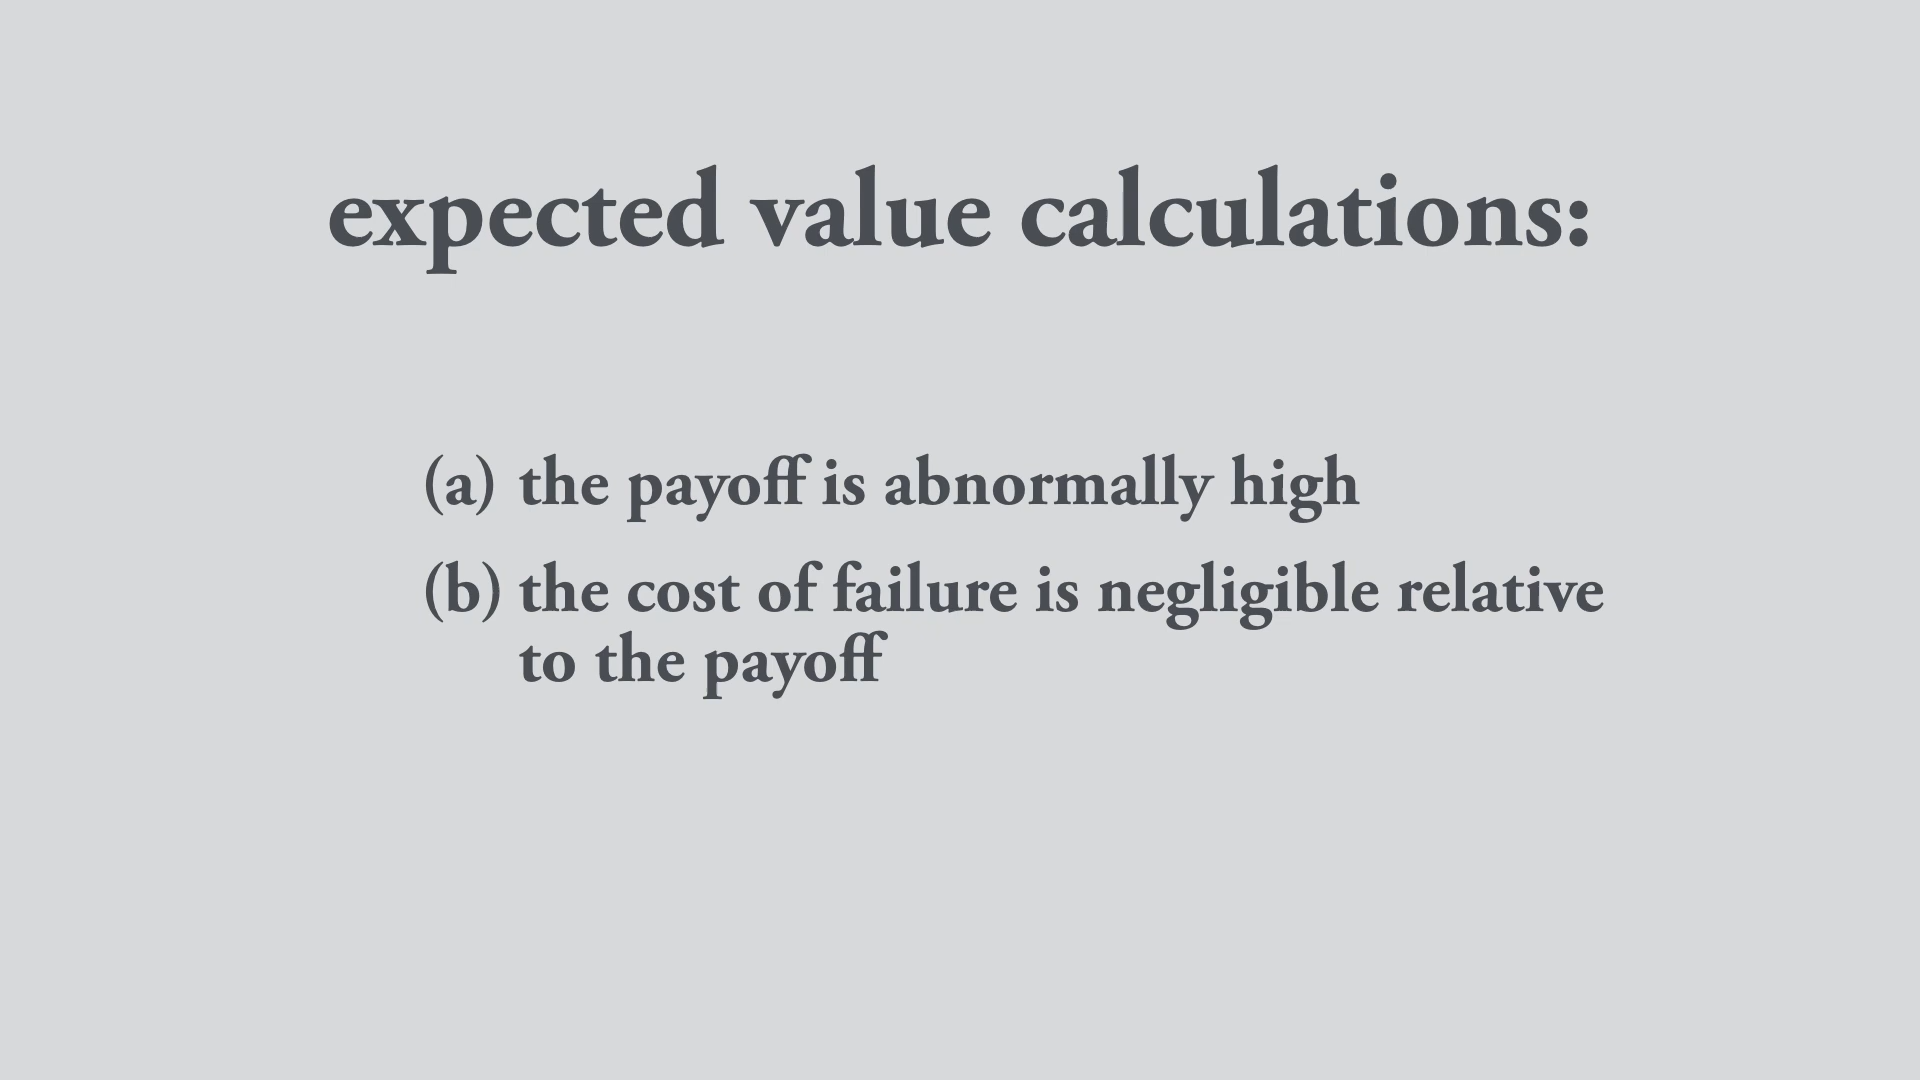 expected value calculations:
(a) the payoff is abnormally high
(b) the cost of failure is negligible relative
to the payoff